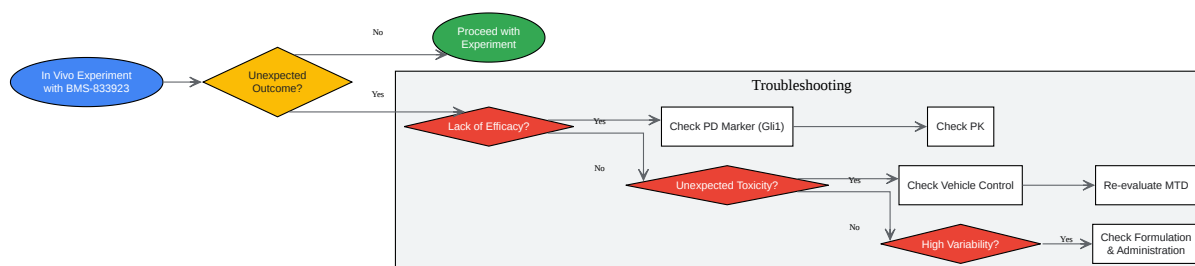 In Vivo Experiment
with BMS-833923
Unexpected
Outcome?
No
Proceed with
Experiment
Yes
Troubleshooting
Lack of Efficacy?
Yes
Check PD Marker (Gli1)
Check PK
No
Unexpected Toxicity?
Yes
Check Vehicle Control
Re-evaluate MTD
No
High Variability?
Yes
Check Formulation
& Administration